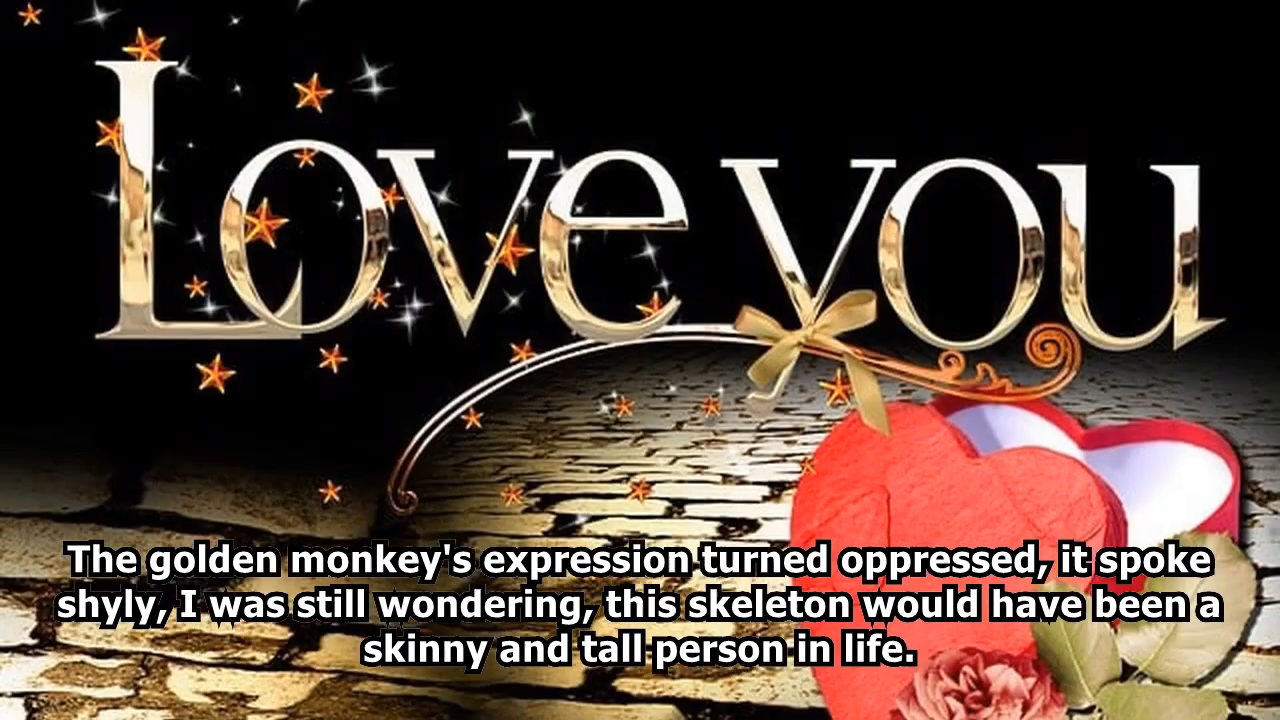 Love you
The golden monkey's expression turned oppressed, it spoke
shyly, I was still wondering, this skeleton would have been a
skinny and tall person in life.